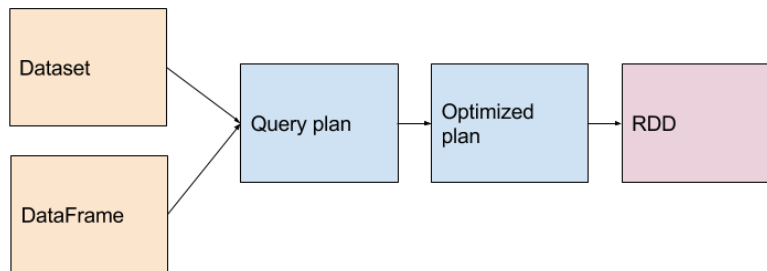 Dataset
DataFrame
Query plan
Optimized
plan
RDD